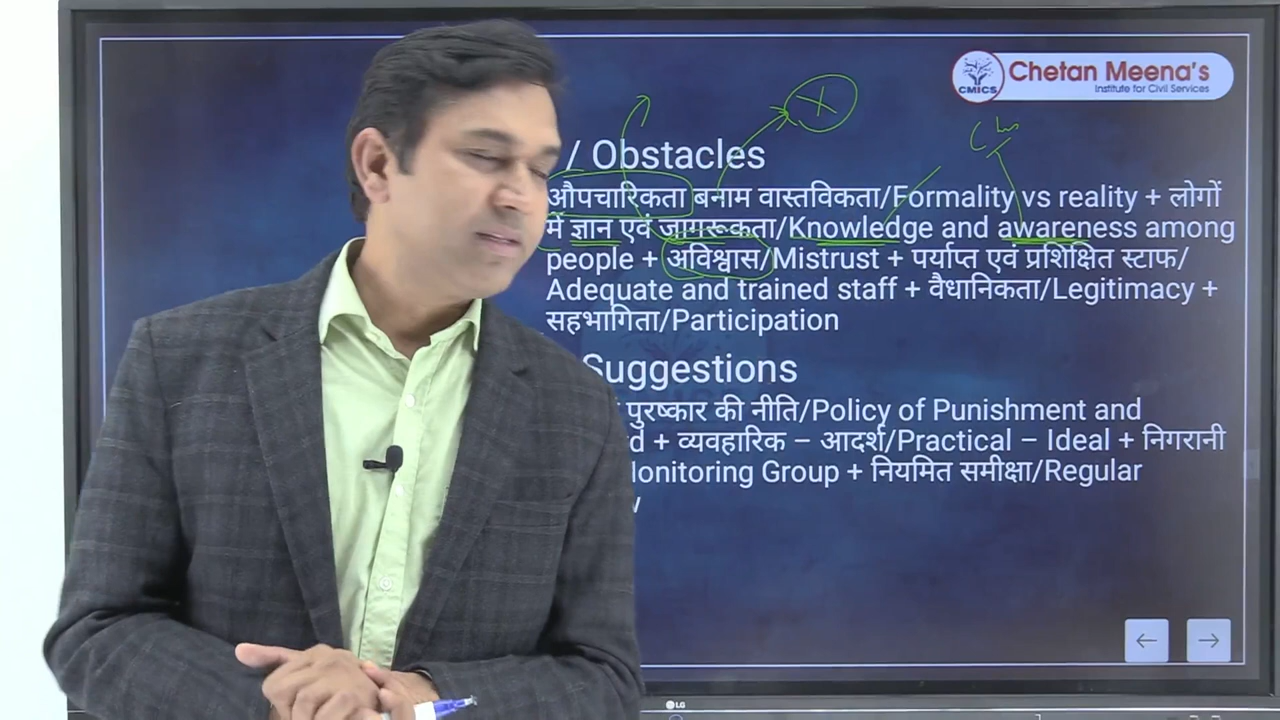 Chetan Meena's
Institute for Civil Services
CMICS
/ Obstacles
औपचारिकता बनाम वास्तविकता/Formality vs reality + लोगों
में ज्ञान एवं जागरूकता/Knowledge and awareness among
people + अविश्वास/Mistrust + पर्याप्त एवं प्रशिक्षित स्टाफ/
Adequate and trained staff + वैधानिकता/Legitimacy +
सहभागिता/Participation
Suggestions
पुरष्कार की नीति/Policy of Punishment and
+ व्यवहारिक – आदर्श/Practical – Ideal + निगरानी
Monitoring Group + नियमित समीक्षा/Regular
LG